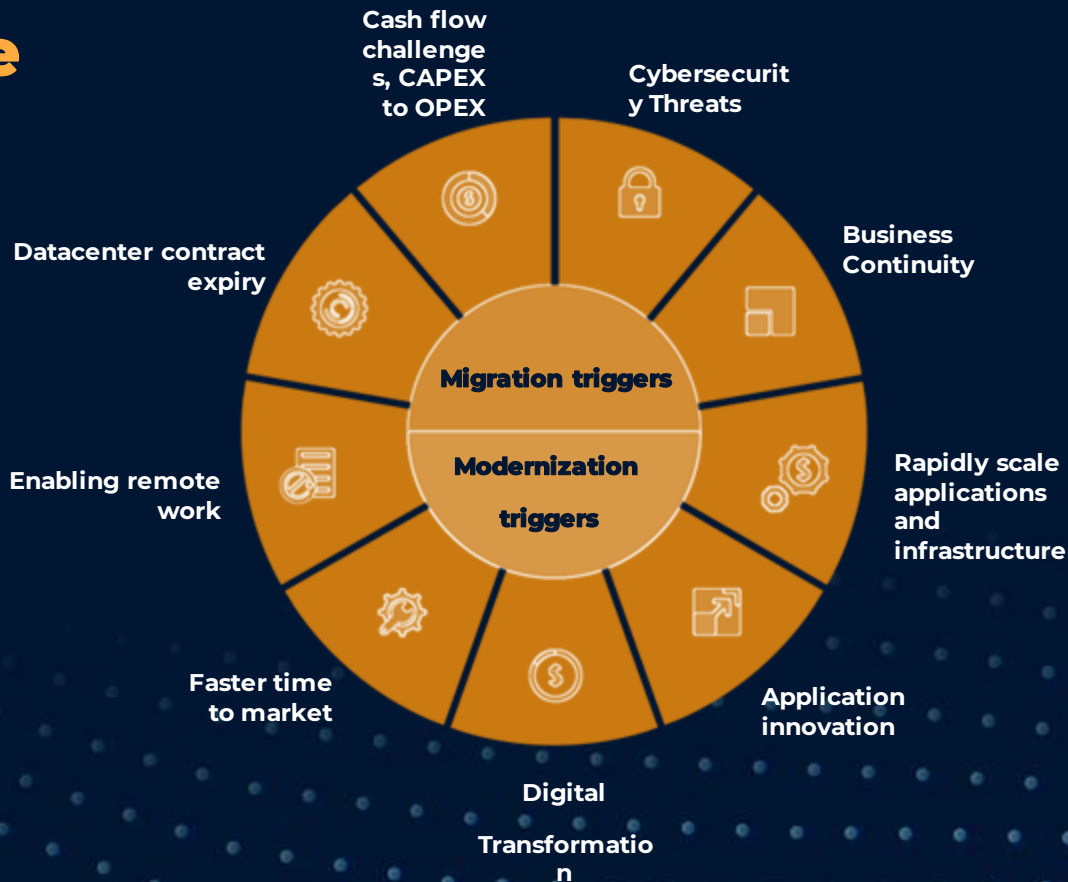 e
Cash flow
challenge
s, CAPEX
to OPEX
Cybersecurit
y Threats
Business
Continuity
Datacenter contract
expiry
Migration triggers
Modernization
triggers
Enabling remote
work
Rapidly scale
applications
and
infrastructure
Faster time
to market
Application
innovation
Digital
Transformatio
n